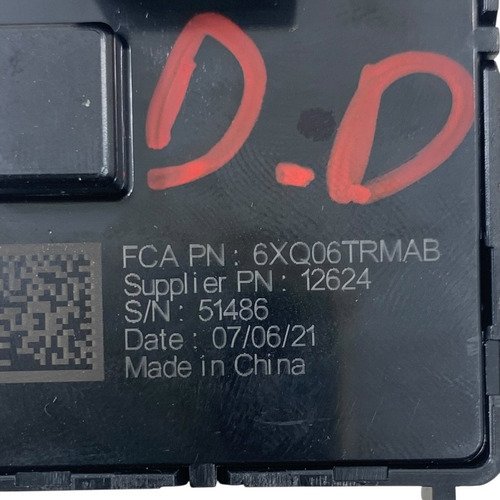 D.D
FCA PN : 6XQ06TRMAB
Supplier PN : 12624
S/N : 51486
Date : 07/06/21
Made in China